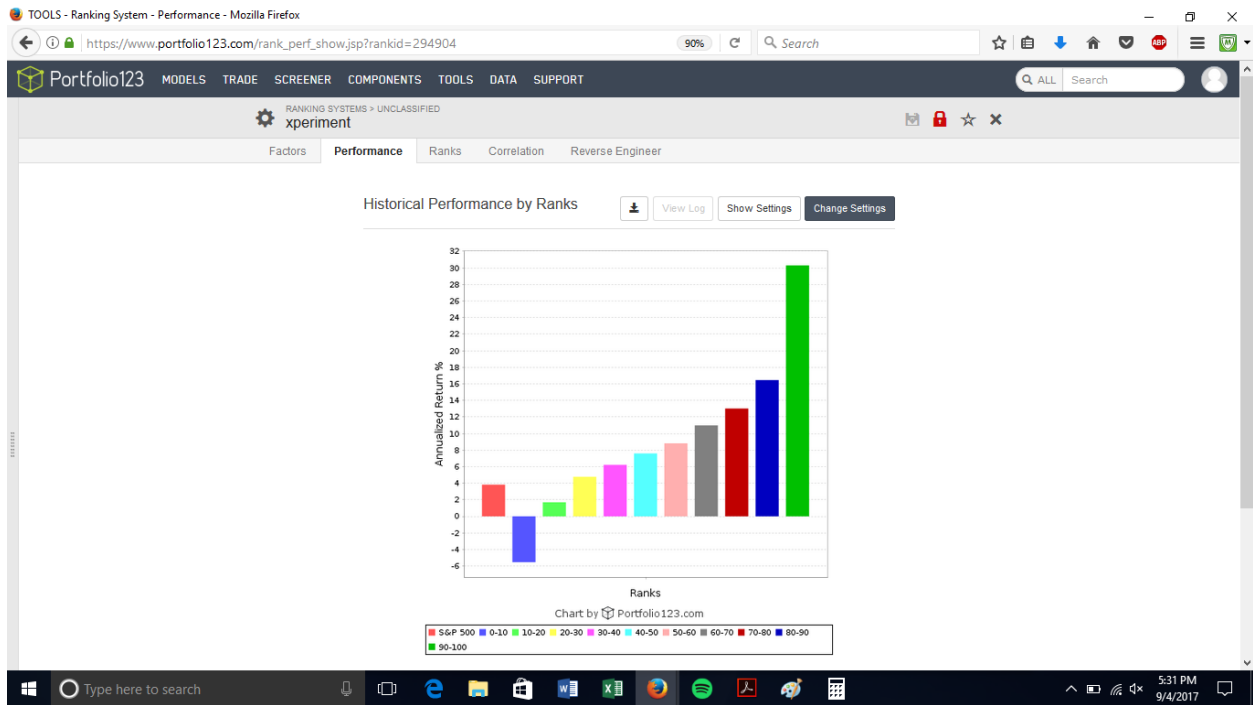 TOOLS - Ranking System - Performance - Mozilla Firefox
https://www.portfolio123.com/rank_perf_show.jsp?rankid=294904 90% Search ABP
Portfolio123 MODELS TRADE SCREENER COMPONENTS TOOLS DATA SUPPORT ALL Search
RANKING SYSTEMS > UNCLASSIFIED
xperiment
Factors Performance Ranks Correlation Reverse Engineer
Historical Performance by Ranks View Log Show Settings Change Settings
Annualized Return %
32
30
28
26
24
22
20
18
16
14
12
10
8
6
4
2
0
-2
-4
-6
Ranks
Chart by Portfolio123.com
S&P 500 0-10 10-20 20-30 30-40 40-50 50-60 60-70 70-80 80-90
90-100
Type here to search
5:31 PM
9/4/2017